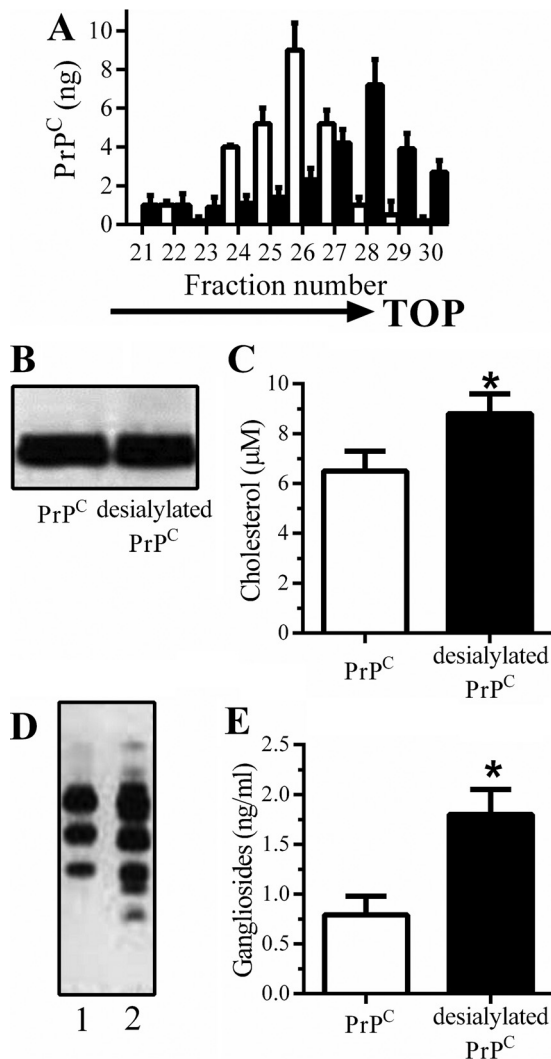 A
PrP^C (ng)
10
8
6
4
2
0
21 22 23 24 25 26 27 28 29 30
Fraction number
TOP
B
PrP^C desialylated
PrP^C
C
Cholesterol (μM)
10
8
6
4
2
0
*
PrP^C desialylated
PrP^C
D
1 2
E
Gangliosides (ng/ml)
2.5
2.0
1.5
1.0
0.5
0.0
*
PrP^C desialylated
PrP^C